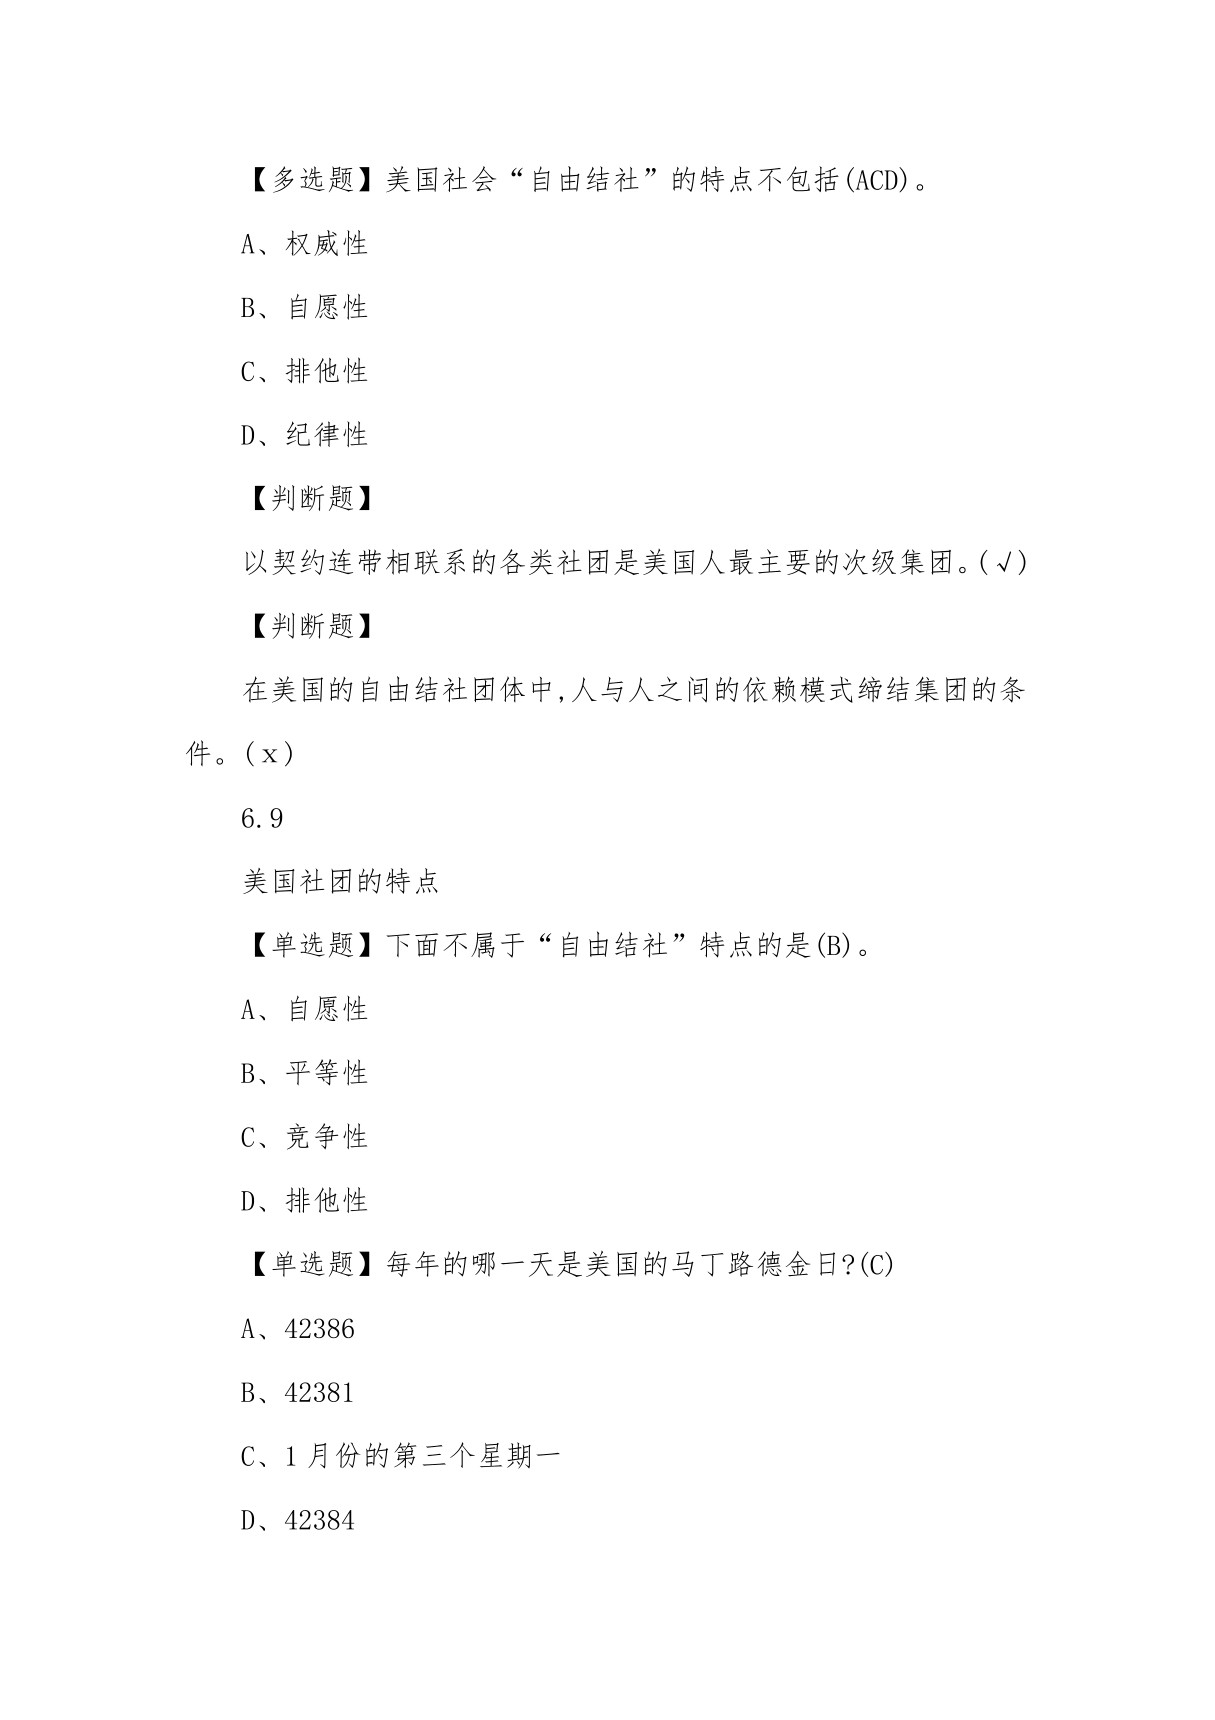 【多选题】美国社会“自由结社”的特点不包括(ACD)。
A、权威性
B、自愿性
C、排他性
D、纪律性
【判断题】
以契约连带相联系的各类社团是美国人最主要的次级集团。(√)
【判断题】
在美国的自由结社团体中,人与人之间的依赖模式缔结集团的条
件。(x)
6.9
美国社团的特点
【单选题】下面不属于“自由结社”特点的是(B)。
A、自愿性
B、平等性
C、竞争性
D、排他性
【单选题】每年的哪一天是美国的马丁路德金日?(C)
A、42386
B、42381
C、1月份的第三个星期一
D、42384